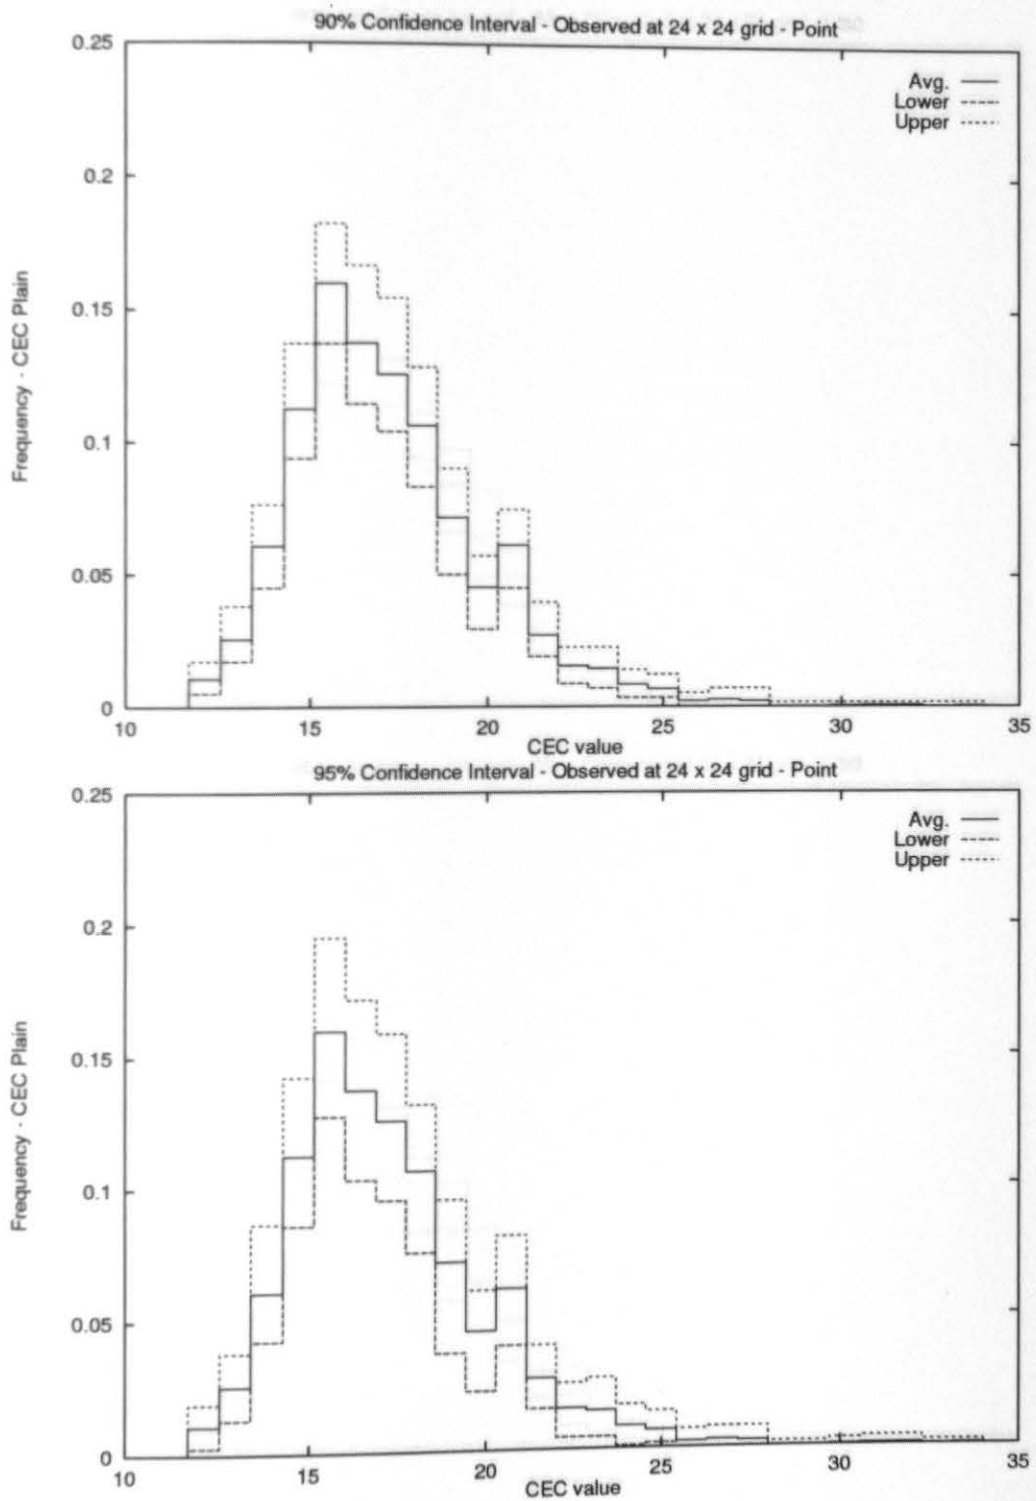 90% Confidence Interval - Observed at 24 x 24 grid - Point
0.25
0.2
0.15
0.1
0.05
0
Frequency - CEC Plain
Avg.
Lower
Upper
10 15 20 25 30 35
CEC value
95% Confidence Interval - Observed at 24 x 24 grid - Point
0.25
0.2
0.15
0.1
0.05
0
Frequency - CEC Plain
Avg.
Lower
Upper
10 15 20 25 30 35
CEC value